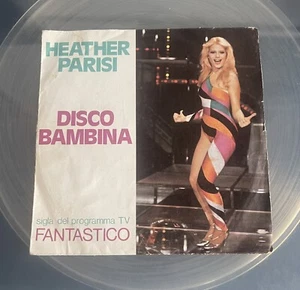 HEATHER
PARISI
DISCO
BAMBINA
sigla del programma TV
FANTASTICO